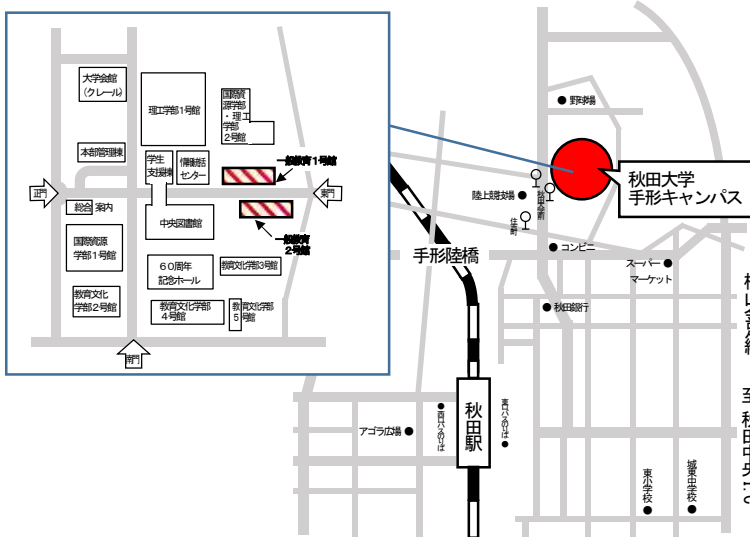 大学会館
（クレール）
理工学部1号館
国際資
源学部
・理工
学部
2号館
本部管理棟
学生
支援棟
情報統括
センター
一般教育1号館
正門
東門
総合案内
中央図書館
一般教育
2号館
国際資源
学部1号館
60周年
記念ホール
教育文化学部3号館
教育文化
学部2号館
教育文化学部
4号館
教育文化学部
5号館
南門
野球場
秋田大学
手形キャンパス
陸上競技場
秋田大学前
住吉町
コンビニ
手形陸橋
スーパー
マーケット
秋田銀行
秋田駅
西口バスのりば
東口バスのりば
アゴラ広場
東小学校
城東中学校
至 秋田中央I.C